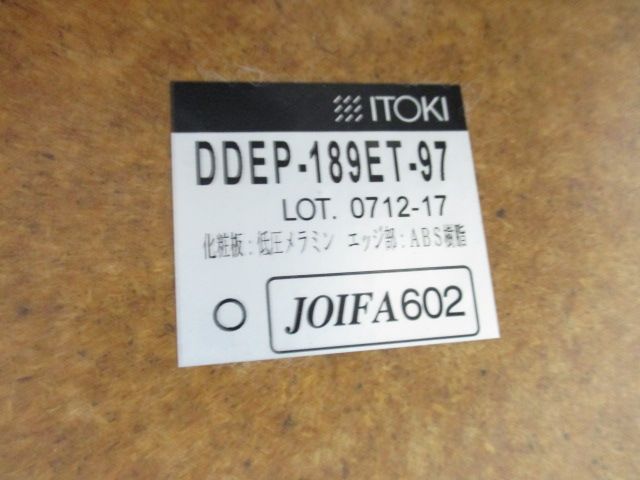 ITOKI
DDEP-189ET-97
LOT. 0712-17
化粧板:低圧メラミン エッジ部:ABS樹脂
○ JOIFA602